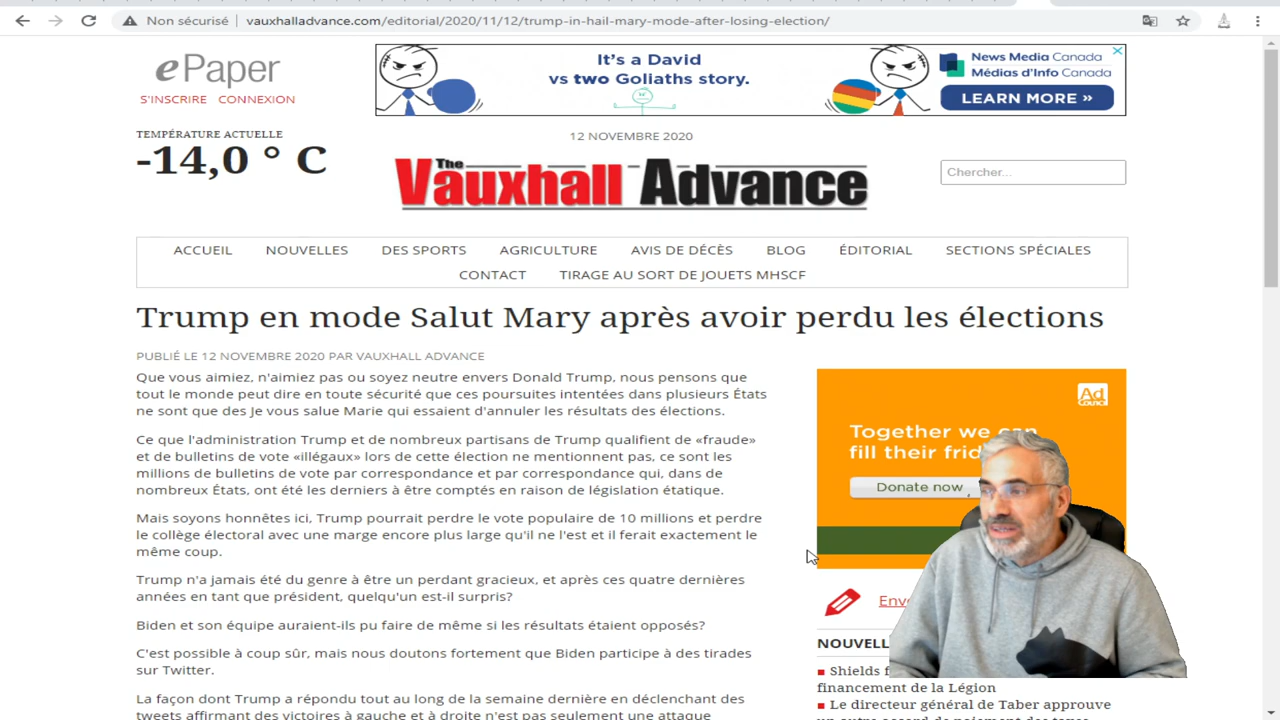 Non sécurisé
vauxhalladvance.com/editorial/2020/11/12/trump-in-hail-mary-mode-after-losing-election/
ePaper
S'INSCRIRE CONNEXION
It's a David
vs two Goliaths story.
News Media Canada
Médias d'Info Canada
LEARN MORE »
TEMPÉRATURE ACTUELLE
-14,0 ° C
12 NOVEMBRE 2020
The Vauxhall Advance
Chercher...
ACCUEIL NOUVELLES DES SPORTS AGRICULTURE AVIS DE DÉCÈS BLOG ÉDITORIAL SECTIONS SPÉCIALES
CONTACT TIRAGE AU SORT DE JOUETS MHSCF
Trump en mode Salut Mary après avoir perdu les élections
PUBLIÉ LE 12 NOVEMBRE 2020 PAR VAUXHALL ADVANCE
Que vous aimiez, n'aimiez pas ou soyez neutre envers Donald Trump, nous pensons que
tout le monde peut dire en toute sécurité que ces poursuites intentées dans plusieurs États
ne sont que des Je vous salue Marie qui essaient d'annuler les résultats des élections.
Ce que l'administration Trump et de nombreux partisans de Trump qualifient de «fraude»
et de bulletins de vote «illégaux» lors de cette élection ne mentionnent pas, ce sont les
millions de bulletins de vote par correspondance et par correspondance qui, dans de
nombreux États, ont été les derniers à être comptés en raison de législation étatique.
Mais soyons honnêtes ici, Trump pourrait perdre le vote populaire de 10 millions et perdre
le collège électoral avec une marge encore plus large qu'il ne l'est et il ferait exactement le
même coup.
Trump n'a jamais été du genre à être un perdant gracieux, et après ces quatre dernières
années en tant que président, quelqu'un est-il surpris?
Biden et son équipe auraient-ils pu faire de même si les résultats étaient opposés?
C'est possible à coup sûr, mais nous doutons fortement que Biden participe à des tirades
sur Twitter.
La façon dont Trump a répondu tout au long de la semaine dernière en déclenchant des
tweets affirmant des victoires à gauche et à droite n'est pas seulement une attaque
Ad
COUNCIL
Together we can
fill their frid
Donate now
Envo
NOUVELL
Shields f
financement de la Légion
Le directeur général de Taber approuve